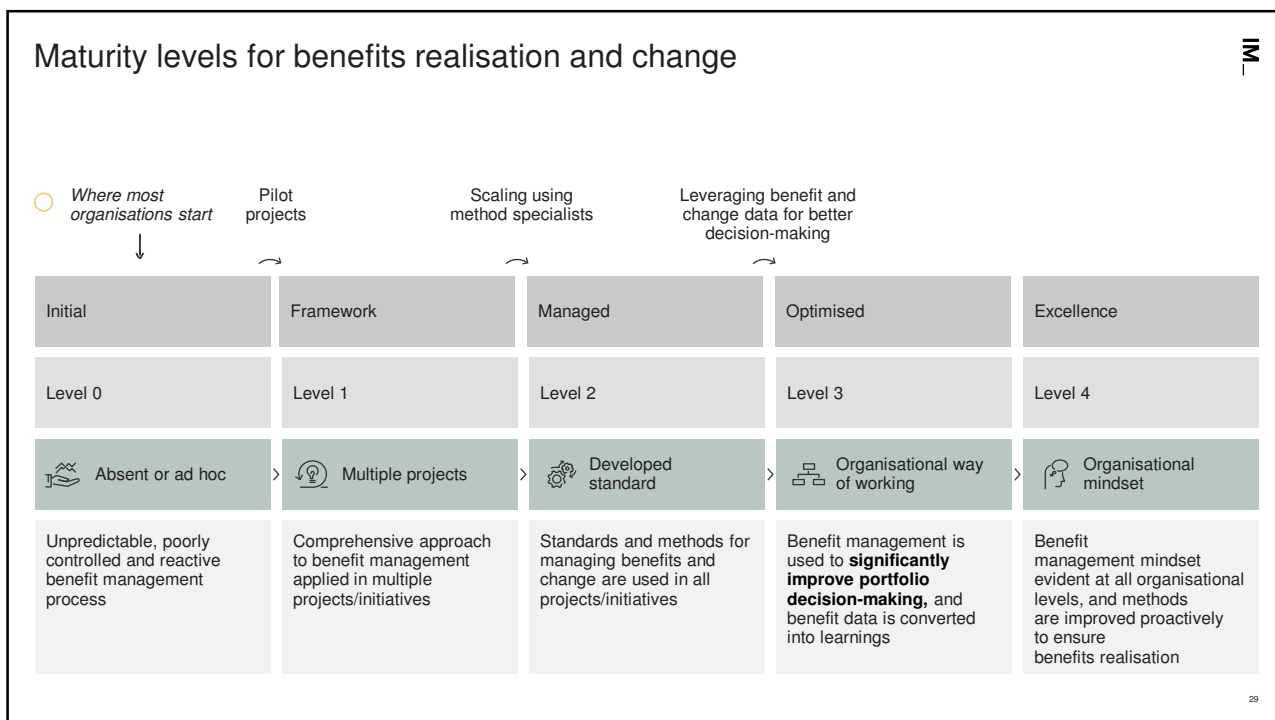 Maturity levels for benefits realisation and change
IM_
Where most
organisations start
Pilot
projects
Scaling using
method specialists
Leveraging benefit and
change data for better
decision-making
Initial
Framework
Managed
Optimised
Excellence
Level 0
Level 1
Level 2
Level 3
Level 4
Absent or ad hoc
Multiple projects
Developed
standard
Organisational way
of working
Organisational
mindset
Unpredictable, poorly
controlled and reactive
benefit management
process
Comprehensive approach
to benefit management
applied in multiple
projects/initiatives
Standards and methods for
managing benefits and
change are used in all
projects/initiatives
Benefit management is
used to significantly
improve portfolio
decision-making, and
benefit data is converted
into learnings
Benefit
management mindset
evident at all organisational
levels, and methods
are improved proactively
to ensure
benefits realisation
29